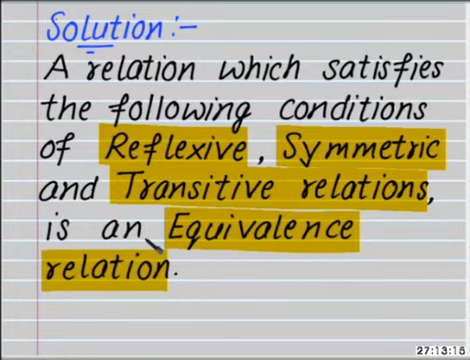 Solution:-
A relation which satisfies
the following conditions
of Reflexive, Symmetric
and Transitive relations,
is an Equivalence
relation.
27:13:15